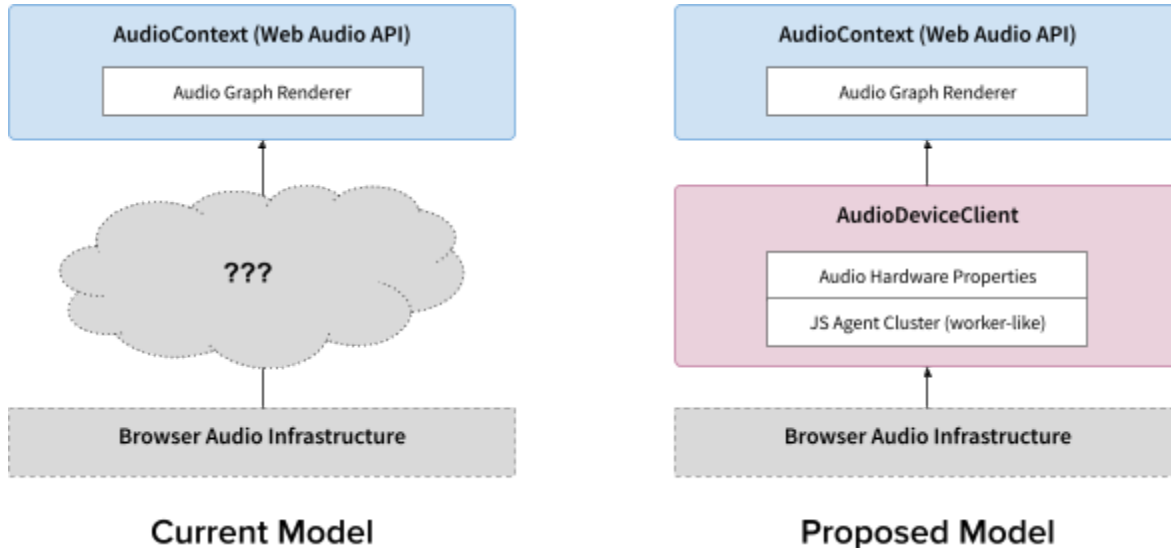 AudioContext (Web Audio API)
Audio Graph Renderer
???
Browser Audio Infrastructure
Current Model
AudioContext (Web Audio API)
Audio Graph Renderer
AudioDeviceClient
Audio Hardware Properties
JS Agent Cluster (worker-like)
Browser Audio Infrastructure
Proposed Model